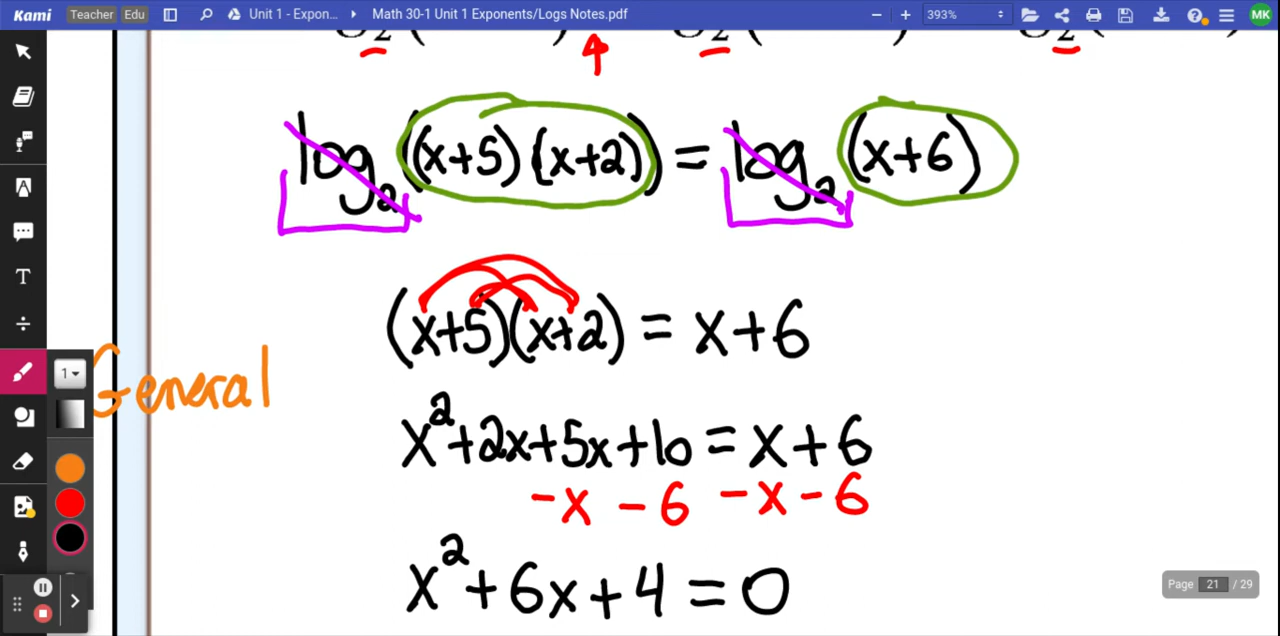 Kami Teacher Edu Unit 1 - Expon... Math 30-1 Unit 1 Exponents/Logs Notes.pdf 393% MK
log₂((x+5)(x+2)) = log₂(x+6)
(x+5)(x+2) = x+6
General
x²+2x+5x+10 = x+6
-x -6 -x -6
x²+6x+4 = 0
1
T
Page 21 / 29